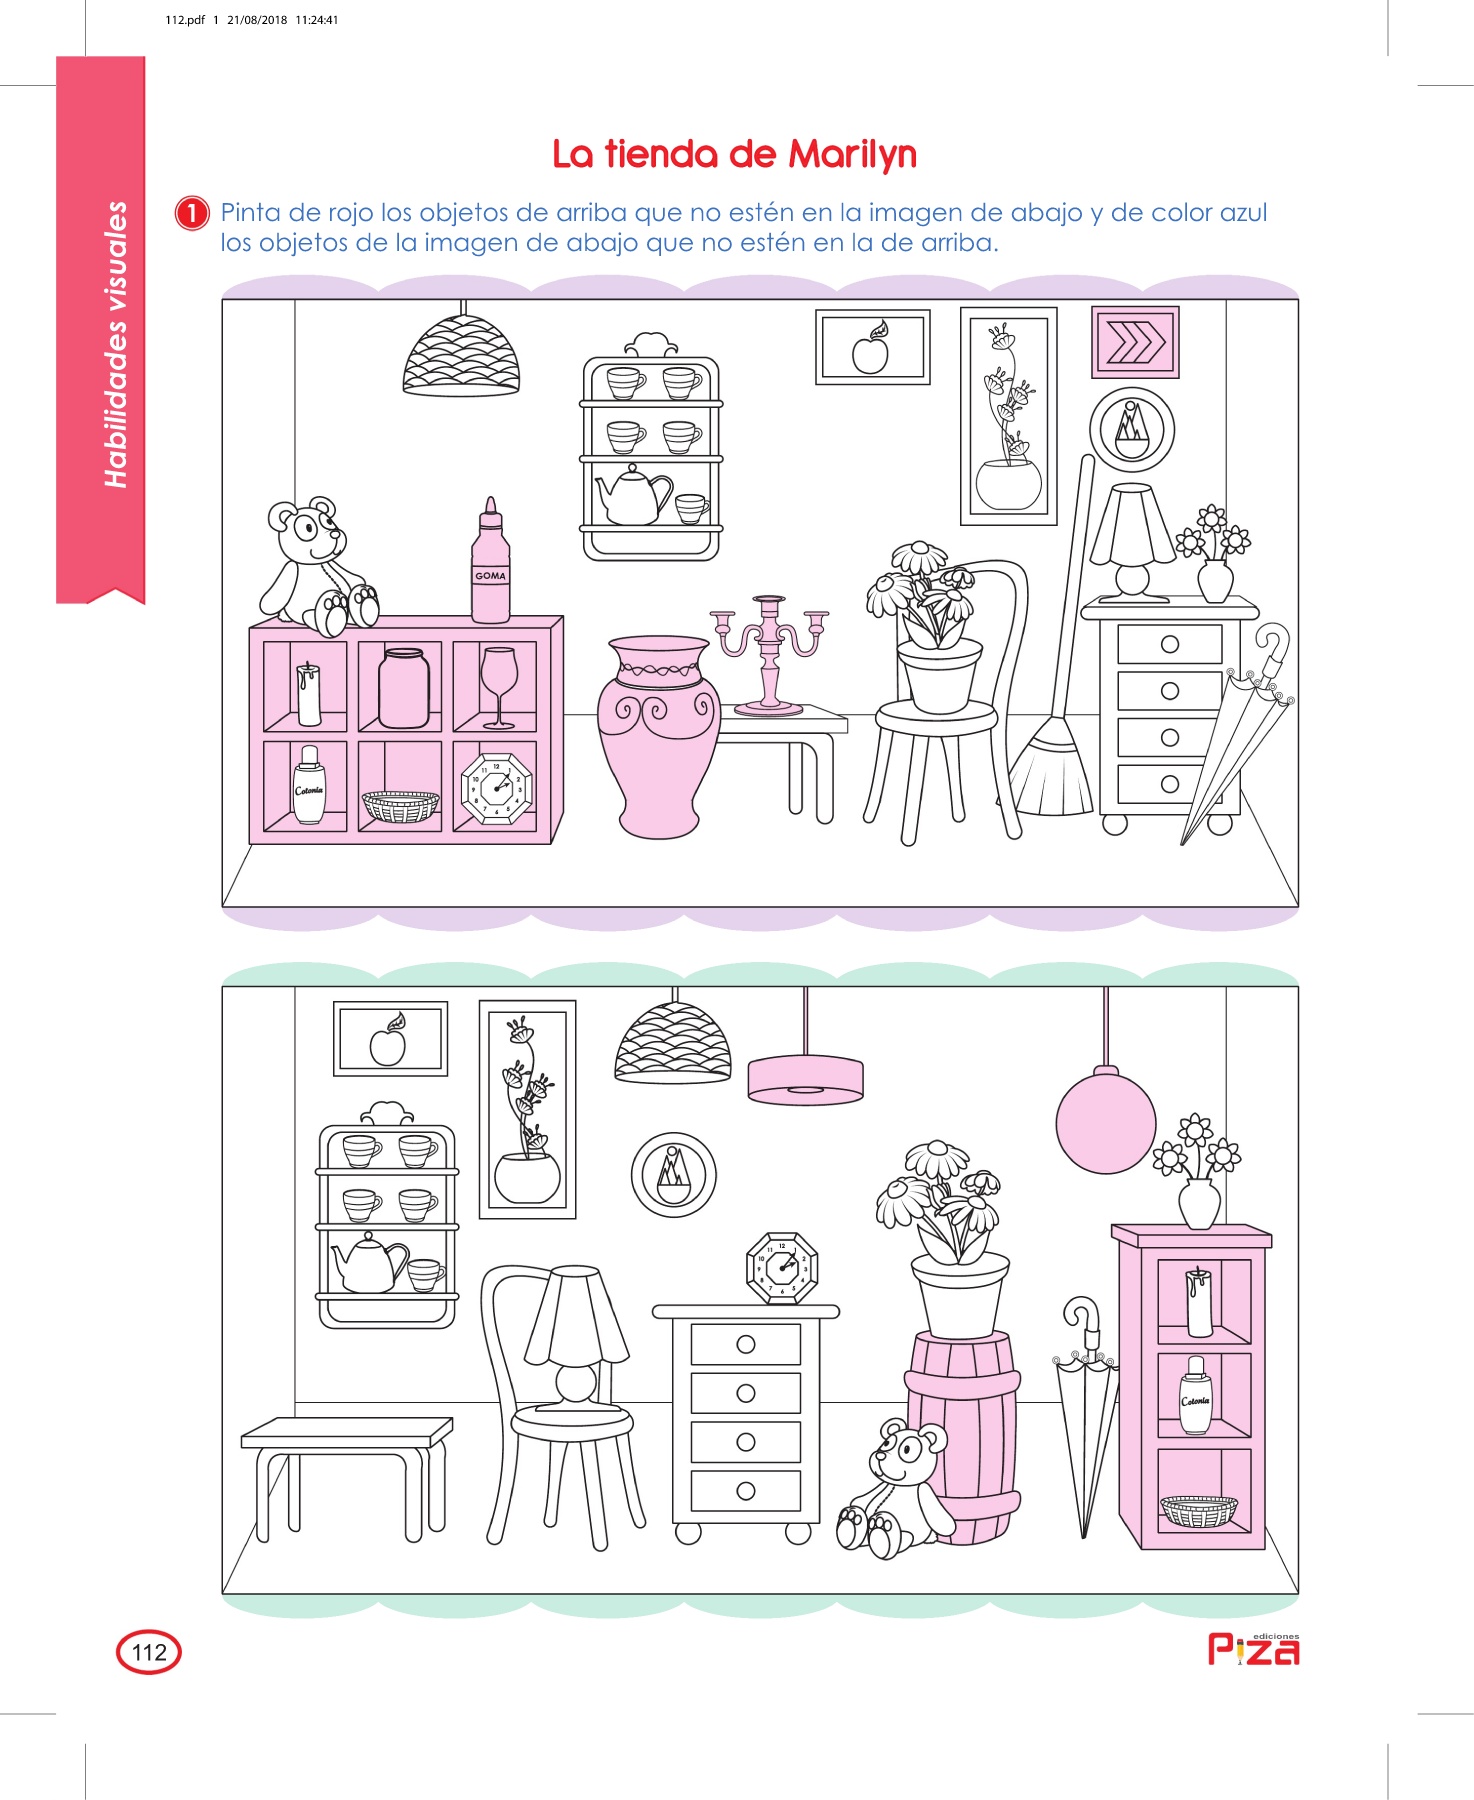 112.pdf 1 21/08/2018 11:24:41
Habilidades visuales
La tienda de Marilyn
1 Pinta de rojo los objetos de arriba que no estén en la imagen de abajo y de color azul
los objetos de la imagen de abajo que no estén en la de arriba.
GOMA
Colonia
12 1 2 3 4 5 6 7 8 9 10 11
12 1 2 3 4 5 6 7 8 9 10 11
Colonia
112
ediciones
Piza